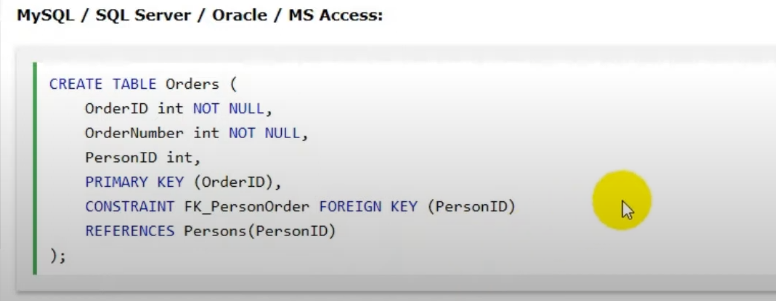 MySQL / SQL Server / Oracle / MS Access:
CREATE TABLE Orders (
    OrderID int NOT NULL,
    OrderNumber int NOT NULL,
    PersonID int,
    PRIMARY KEY (OrderID),
    CONSTRAINT FK_PersonOrder FOREIGN KEY (PersonID)
    REFERENCES Persons(PersonID)
);